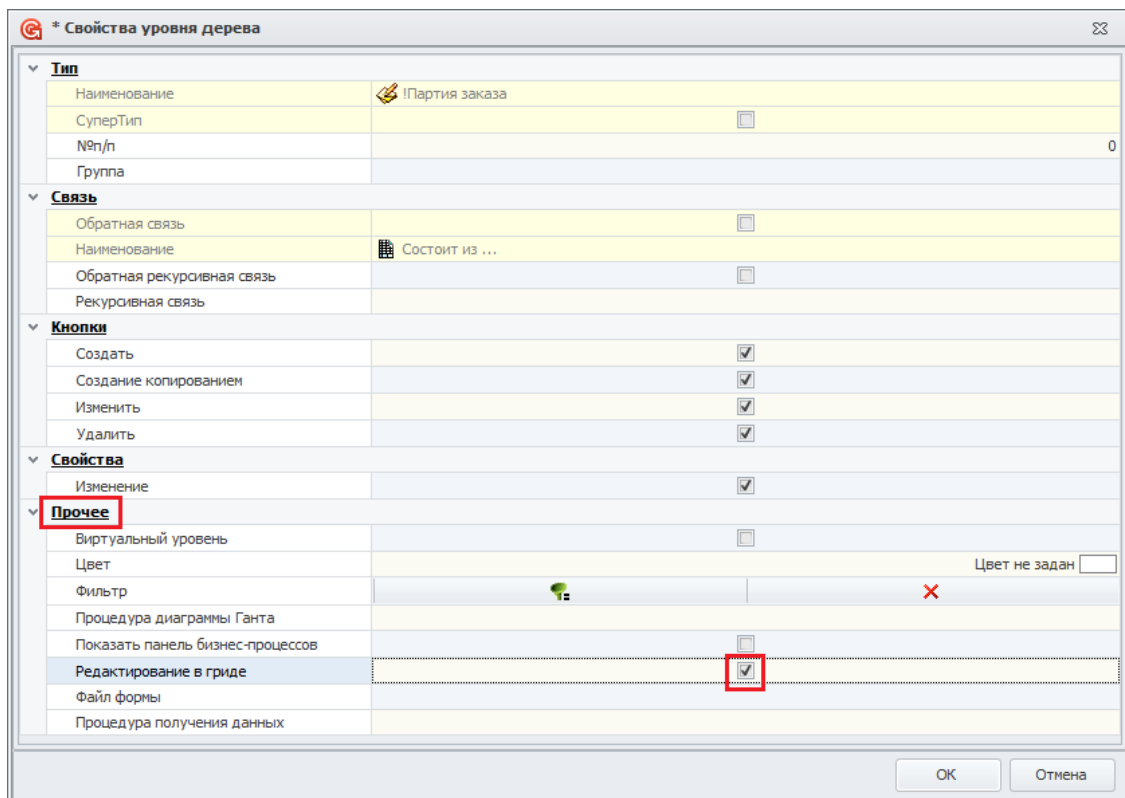 * Свойства уровня дерева
Тип
Наименование !Партия заказа
СуперТип
№п/п 0
Группа
Связь
Обратная связь
Наименование Состоит из ...
Обратная рекурсивная связь
Рекурсивная связь
Кнопки
Создать
Создание копированием
Изменить
Удалить
Свойства
Изменение
Прочее
Виртуальный уровень
Цвет Цвет не задан
Фильтр
Процедура диаграммы Ганта
Показать панель бизнес-процессов
Редактирование в гриде
Файл формы
Процедура получения данных
ОК Отмена